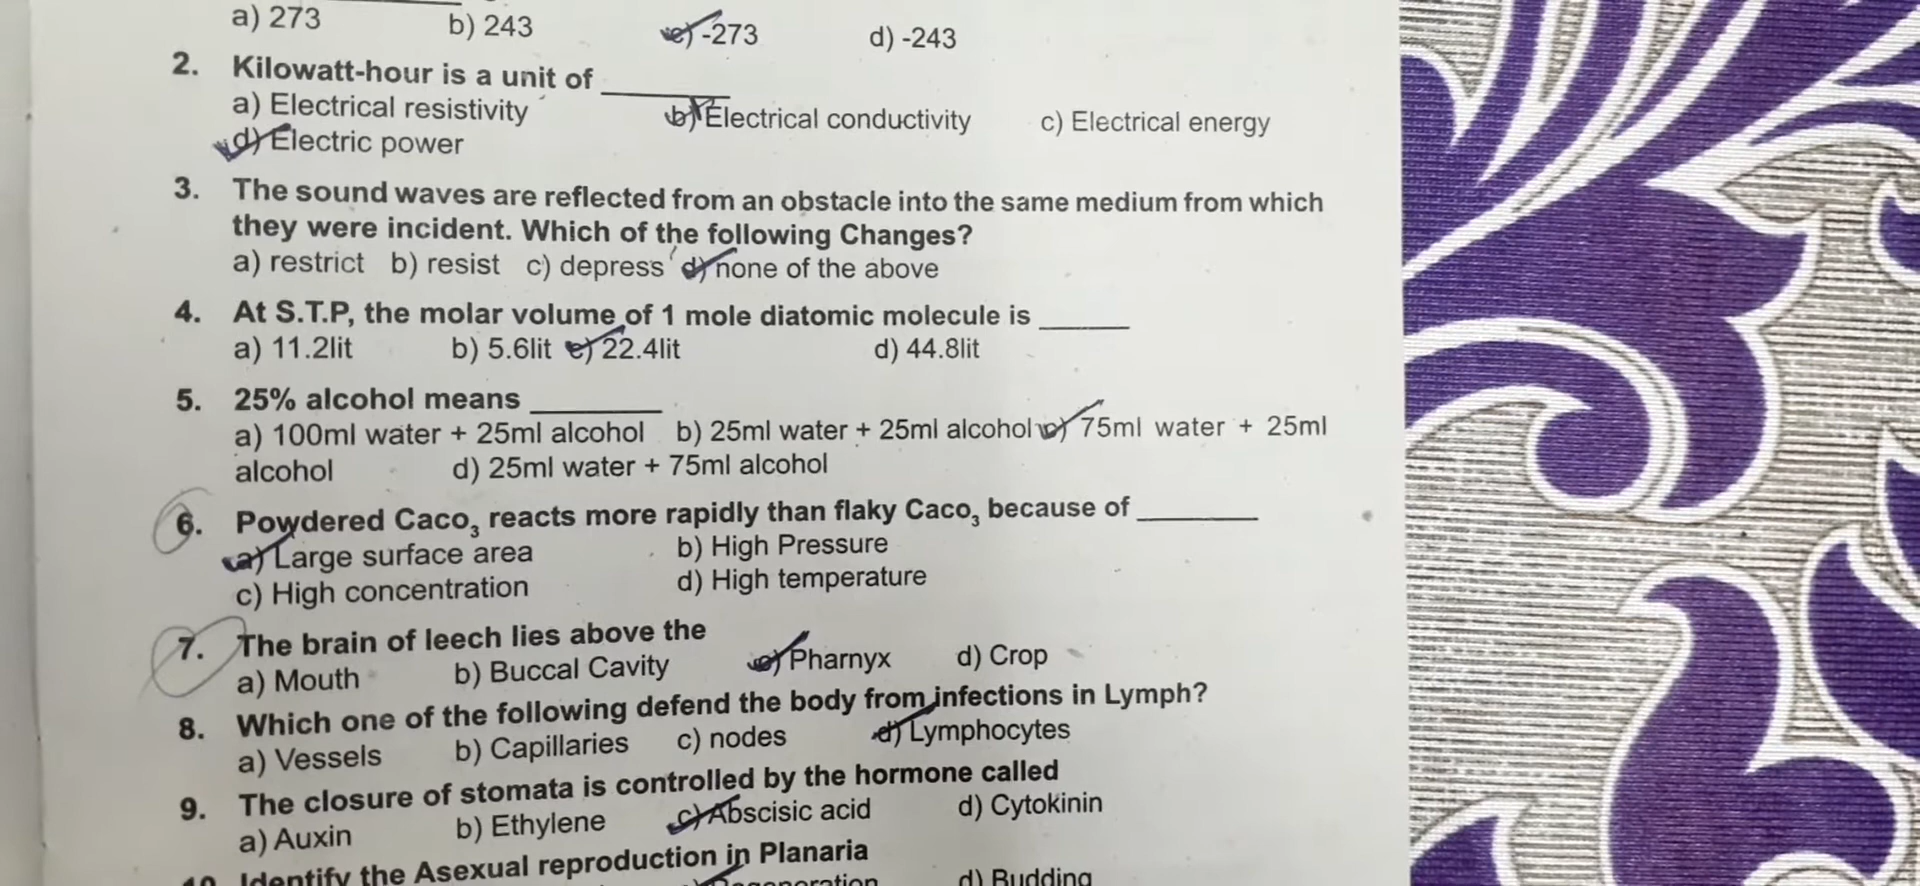 a) 273 b) 243 c) -273 d) -243
2. Kilowatt-hour is a unit of ________
a) Electrical resistivity b) Electrical conductivity c) Electrical energy
d) Electric power
3. The sound waves are reflected from an obstacle into the same medium from which
they were incident. Which of the following Changes?
a) restrict b) resist c) depress d) none of the above
4. At S.T.P, the molar volume of 1 mole diatomic molecule is ______
a) 11.2lit b) 5.6lit c) 22.4lit d) 44.8lit
5. 25% alcohol means ________
a) 100ml water + 25ml alcohol b) 25ml water + 25ml alcohol c) 75ml water + 25ml
alcohol d) 25ml water + 75ml alcohol
6. Powdered Caco₃ reacts more rapidly than flaky Caco₃ because of ________
a) Large surface area b) High Pressure
c) High concentration d) High temperature
7. The brain of leech lies above the
a) Mouth b) Buccal Cavity c) Pharnyx d) Crop
8. Which one of the following defend the body from infections in Lymph?
a) Vessels b) Capillaries c) nodes d) Lymphocytes
9. The closure of stomata is controlled by the hormone called
a) Auxin b) Ethylene c) Abscisic acid d) Cytokinin
10. Identify the Asexual reproduction in Planaria
Regeneration d) Budding